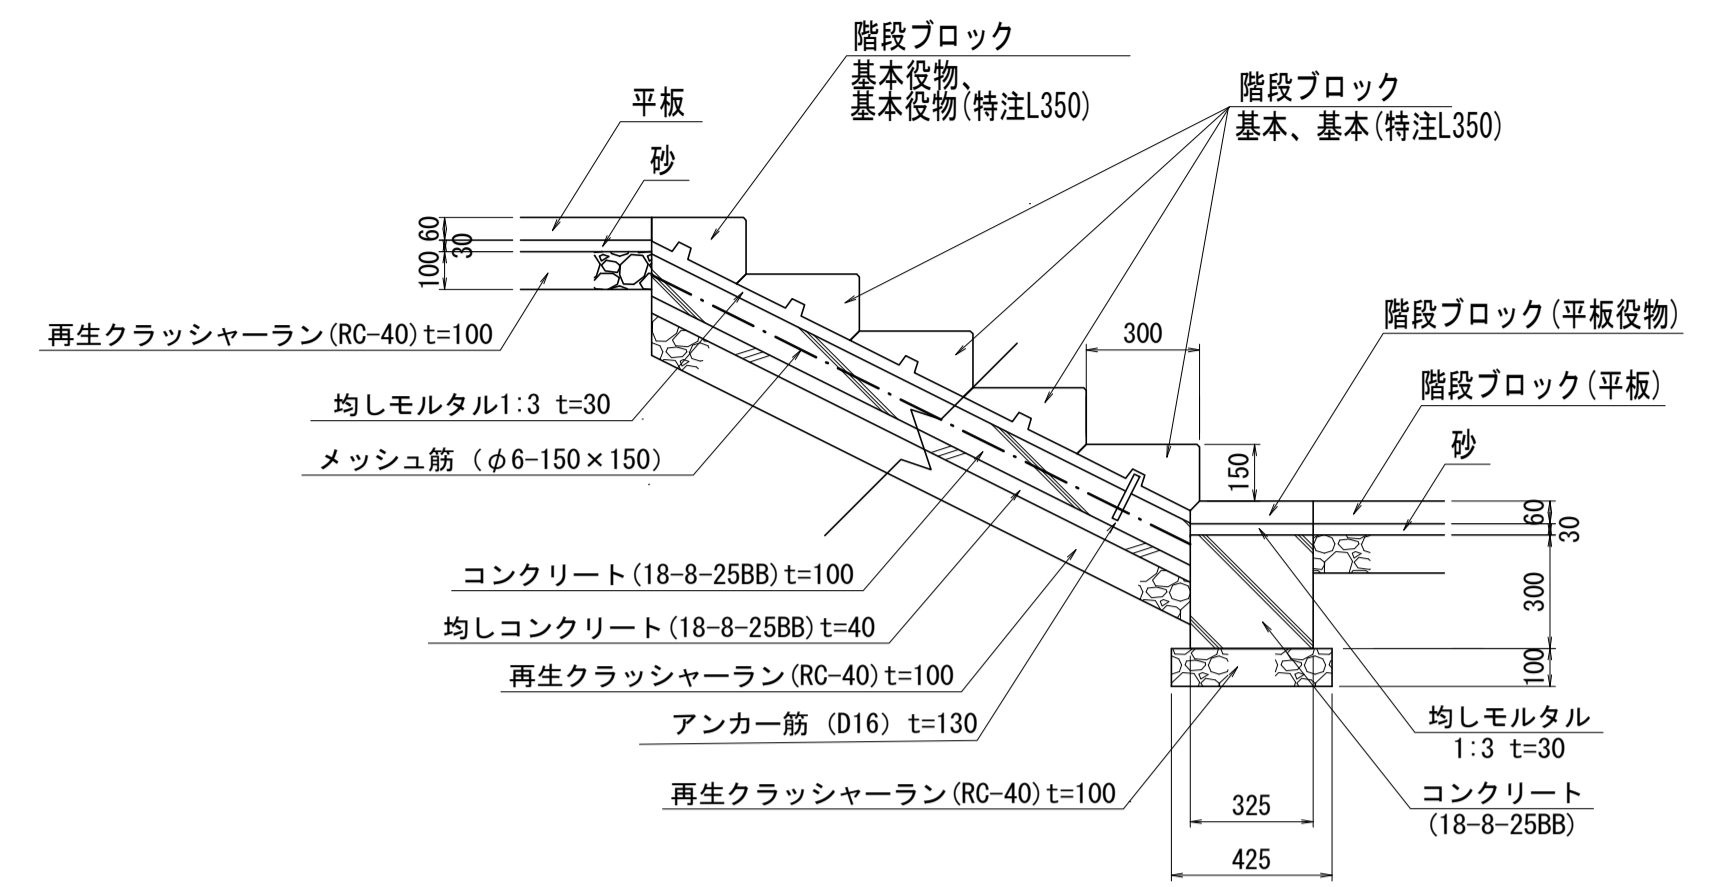 階段ブロック
基本役物、
基本役物(特注L350)
階段ブロック
基本、基本(特注L350)
平板
砂
60
30
100
再生クラッシャーラン(RC-40)t=100
300
階段ブロック(平板役物)
階段ブロック(平板)
砂
均しモルタル1:3 t=30
メッシュ筋 (φ6-150×150)
150
60
30
300
100
コンクリート(18-8-25BB)t=100
均しコンクリート(18-8-25BB)t=40
再生クラッシャーラン(RC-40)t=100
アンカー筋 (D16) t=130
均しモルタル
1:3 t=30
再生クラッシャーラン(RC-40)t=100
コンクリート
(18-8-25BB)
325
425